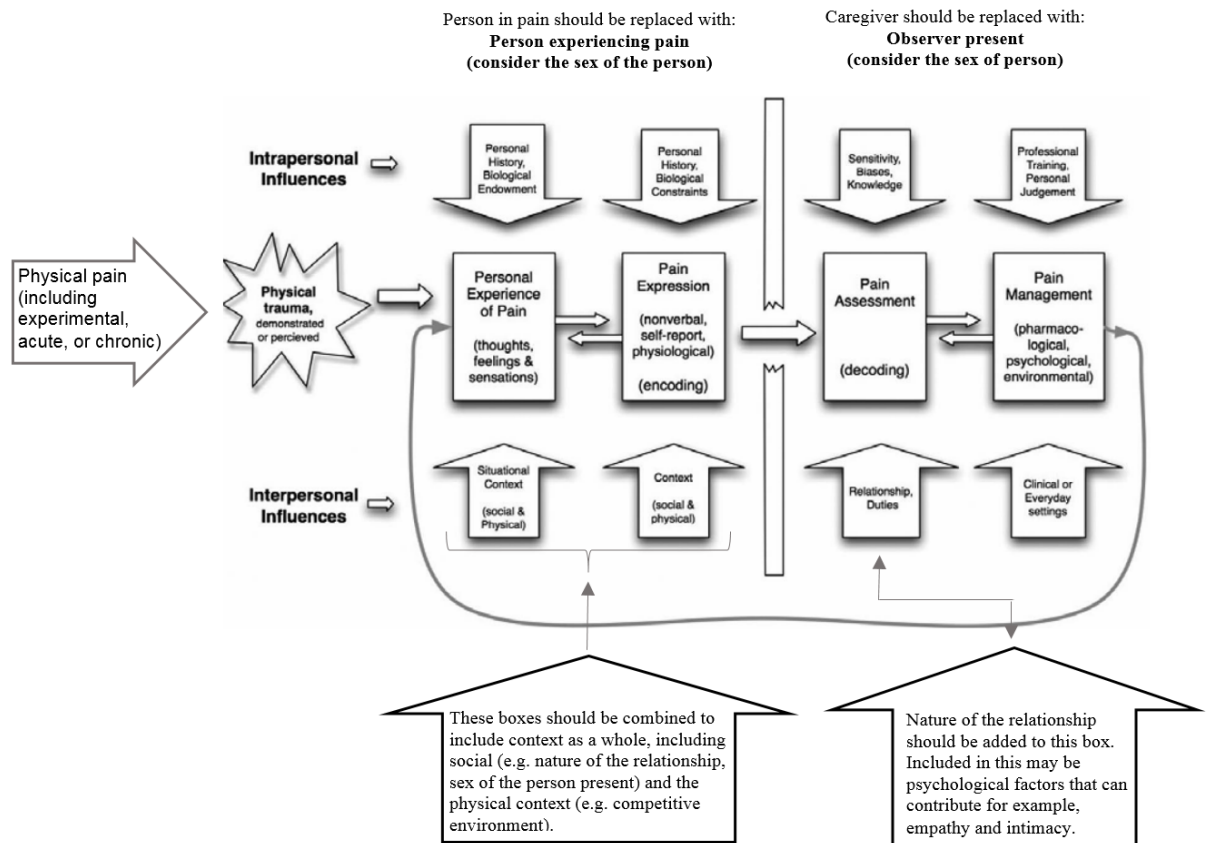 Person in pain should be replaced with:
Person experiencing pain
(consider the sex of the person)
Caregiver should be replaced with:
Observer present
(consider the sex of person)
Intrapersonal
Influences
Personal
History,
Biological
Endowment
Personal
History,
Biological
Constraints
Sensitivity,
Biases,
Knowledge
Professional
Training,
Personal
Judgement
Physical pain
(including
experimental,
acute, or chronic)
Physical
trauma,
demonstrated
or percieved
Personal
Experience
of Pain
(thoughts,
feelings &
sensations)
Pain
Expression
(nonverbal,
self-report,
physiological)
(encoding)
Pain
Assessment
(decoding)
Pain
Management
(pharmaco-
logical,
psychological,
environmental)
Interpersonal
Influences
Situational
Context
(social &
Physical)
Context
(social &
physical)
Relationship,
Duties
Clinical or
Everyday
settings
These boxes should be combined to
include context as a whole, including
social (e.g. nature of the relationship,
sex of the person present) and the
physical context (e.g. competitive
environment).
Nature of the relationship
should be added to this box.
Included in this may be
psychological factors that can
contribute for example,
empathy and intimacy.